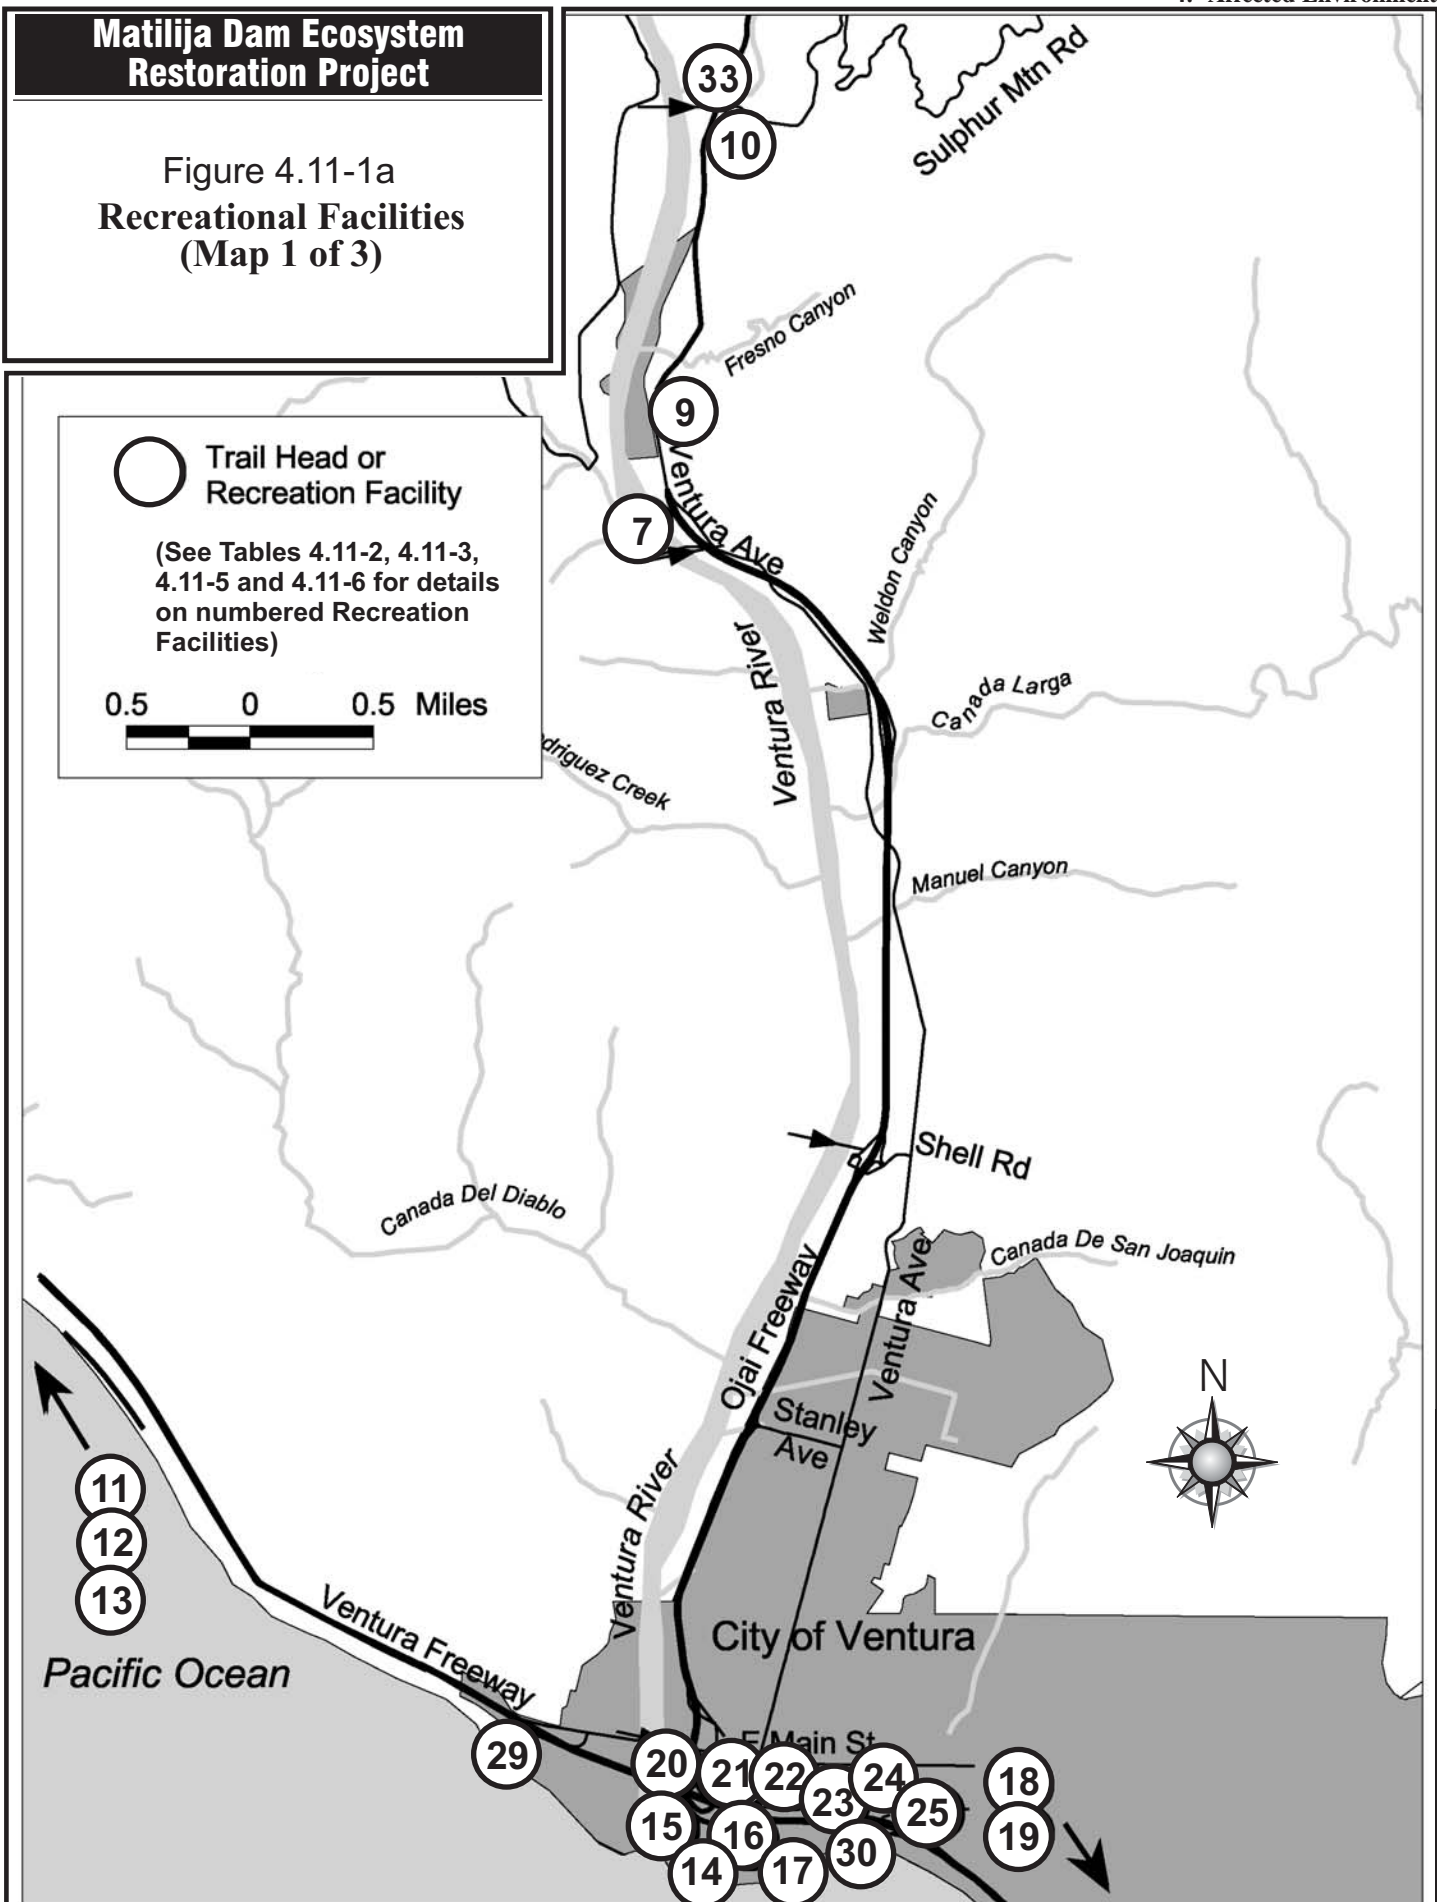 4. Affected Environment
Matilija Dam Ecosystem
Restoration Project
Figure 4.11-1a
Recreational Facilities
(Map 1 of 3)
33
10
Sulphur Mtn Rd
Fresno Canyon
9
Trail Head or
Recreation Facility
(See Tables 4.11-2, 4.11-3,
4.11-5 and 4.11-6 for details
on numbered Recreation
Facilities)
0.5 0 0.5 Miles
7
Ventura Ave
Weldon Canyon
Ventura River
Canada Larga
driguez Creek
Manuel Canyon
Shell Rd
Canada Del Diablo
Canada De San Joaquin
Ojai Freeway
Ventura Ave
Stanley
Ave
N
11
12
13
Ventura River
Ventura Freeway
City of Ventura
Pacific Ocean
E Main St
29
20
21
22
23
24
25
18
19
15
16
14
17
30